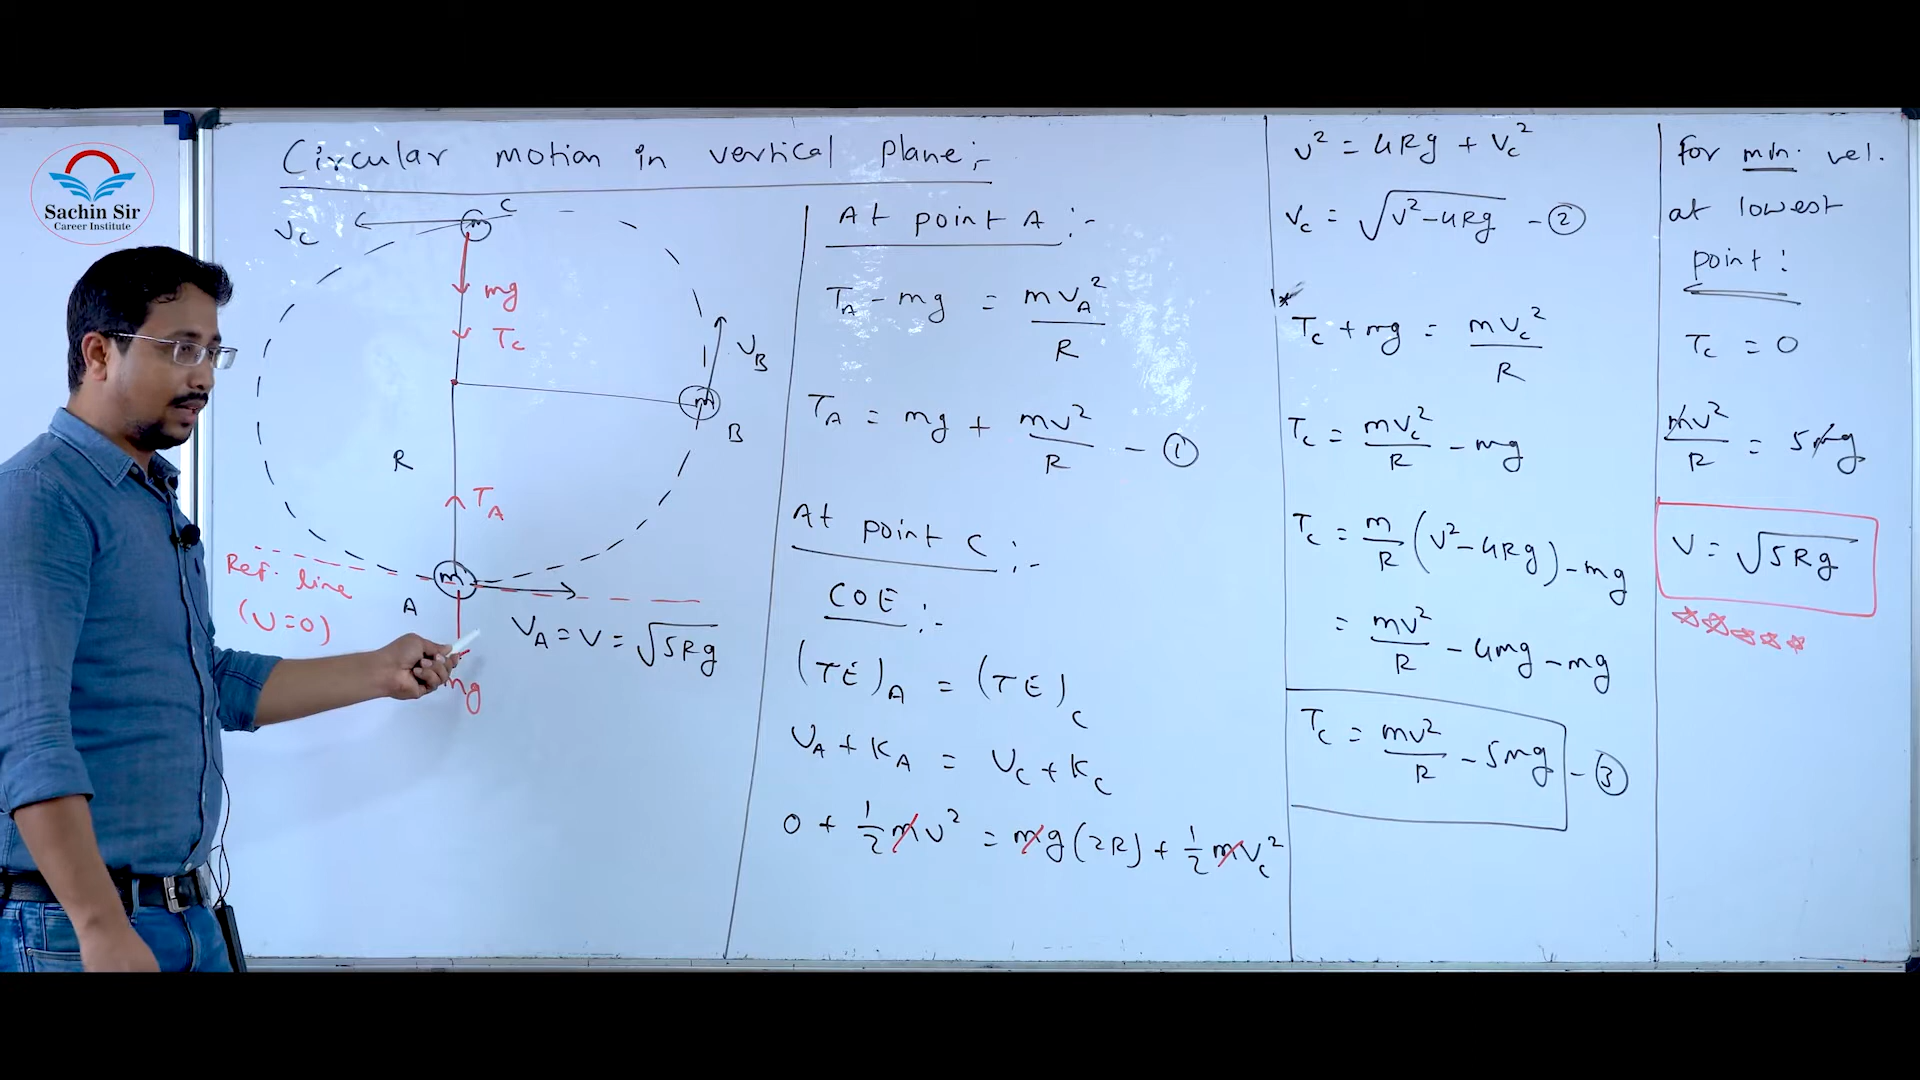 Sachin Sir
Career Institute
Circular motion in vertical plane :-
C
m
Vc
mg
Tc
VB
m
B
R
TA
Ref. line
(U=0)
m
A
VA = V = √5Rg
mg
At point A :-
TA - mg = mVA²/R
TA = mg + mv²/R - ①
At point C :-
COE :-
(TE)A = (TE)C
UA + KA = UC + KC
0 + 1/2 mv² = mg(2R) + 1/2 mVc²
v² = 4Rg + Vc²
Vc = √v²-4Rg - ②
* Tc + mg = mVc²/R
Tc = mVc²/R - mg
Tc = m/R (v²-4Rg) - mg
= mv²/R - 4mg - mg
Tc = mv²/R - 5mg - ③
for min. vel.
at lowest
point :
Tc = 0
mv²/R = 5mg
V = √5Rg